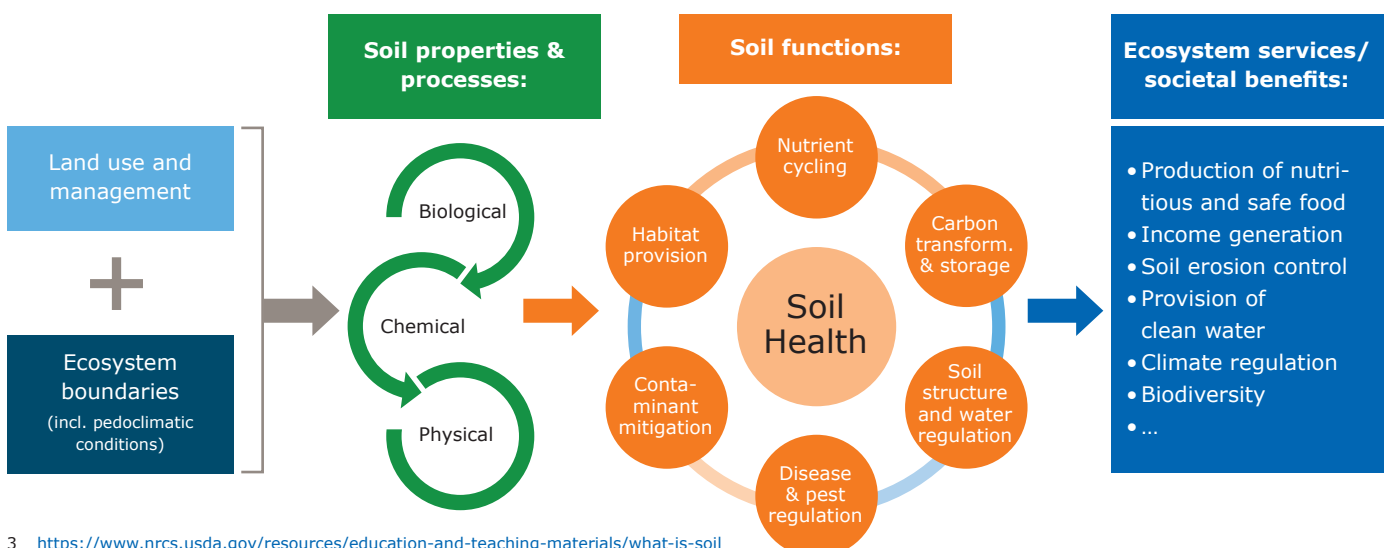 Soil properties &
processes:
Soil functions:
Ecosystem services/
societal benefits:
Land use and
management
+
Ecosystem
boundaries
(incl. pedoclimatic
conditions)
Biological
Chemical
Physical
Nutrient
cycling
Carbon
transform.
& storage
Soil
structure
and water
regulation
Disease
& pest
regulation
Conta-
minant
mitigation
Habitat
provision
Soil
Health
• Production of nutri-
tious and safe food
• Income generation
• Soil erosion control
• Provision of
clean water
• Climate regulation
• Biodiversity
• ...
3 https://www.nrcs.usda.gov/resources/education-and-teaching-materials/what-is-soil